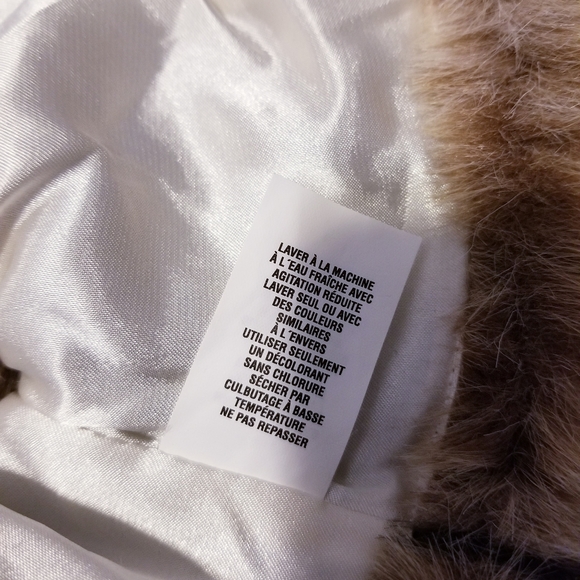 LAVER À LA MACHINE
À L'EAU FRAÎCHE AVEC
AGITATION RÉDUITE
LAVER SEUL OU AVEC
DES COULEURS
SIMILAIRES
À L'ENVERS
UTILISER SEULEMENT
UN DÉCOLORANT
SANS CHLORURE
SÉCHER PAR
CULBUTAGE À BASSE
TEMPÉRATURE
NE PAS REPASSER